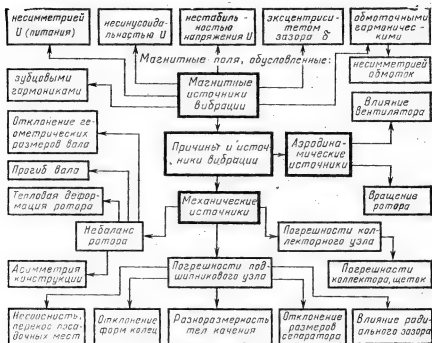 несимметрией
U (питания)
несинусои-
дальностью U
нестабиль-
ностью
напряжения U
эксцентриси-
тетом
зазора δ
обмоточными
гармоничес-
кими
Магнитные поля, обусловленные:
несимметрией
обмоток
зубцовыми
гармониками
Магнитные
источники
вибрации
Влияние
вентилятора
Отклонение ге-
ометрических
размеров вала
Причины и источ-
ники вибрации
Аэродина-
мические
источники
Прогиб вала
Тепловая дефор-
мация ротора
Механические
источники
Вращение
ротора
Небаланс
ротора
Погрешности кол-
лекторного узла
Асимметрия
конструкции
Погрешности под-
шипникового узла
Погрешности
коллектора, щеток
Несоосность,
перекос поса-
дочных мест
Отклонение
форм колец
Разноразмерность
тел качения
Отклонение
размеров
сепаратора
Влияние ради-
ального зазора